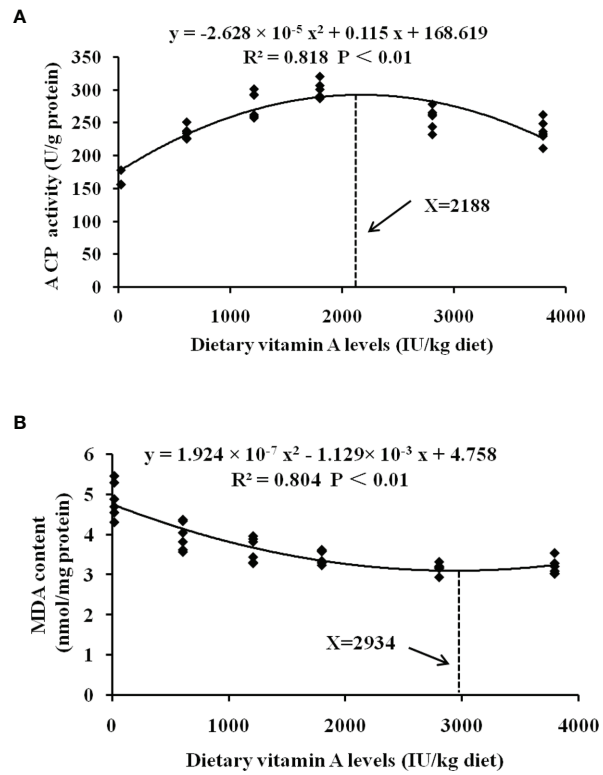 A
y = -2.628 × 10⁻⁵ x² + 0.115 x + 168.619
R² = 0.818 P < 0.01
350
300
250
200
150
100
50
0
ACP activity (U/g protein)
X=2188
0 1000 2000 3000 4000
Dietary vitamin A levels (IU/kg diet)
B
y = 1.924 × 10⁻⁷ x² - 1.129× 10⁻³ x + 4.758
R² = 0.804 P < 0.01
6
5
4
3
2
1
0
MDA content
(nmol/mg protein)
X=2934
0 1000 2000 3000 4000
Dietary vitamin A levels (IU/kg diet)